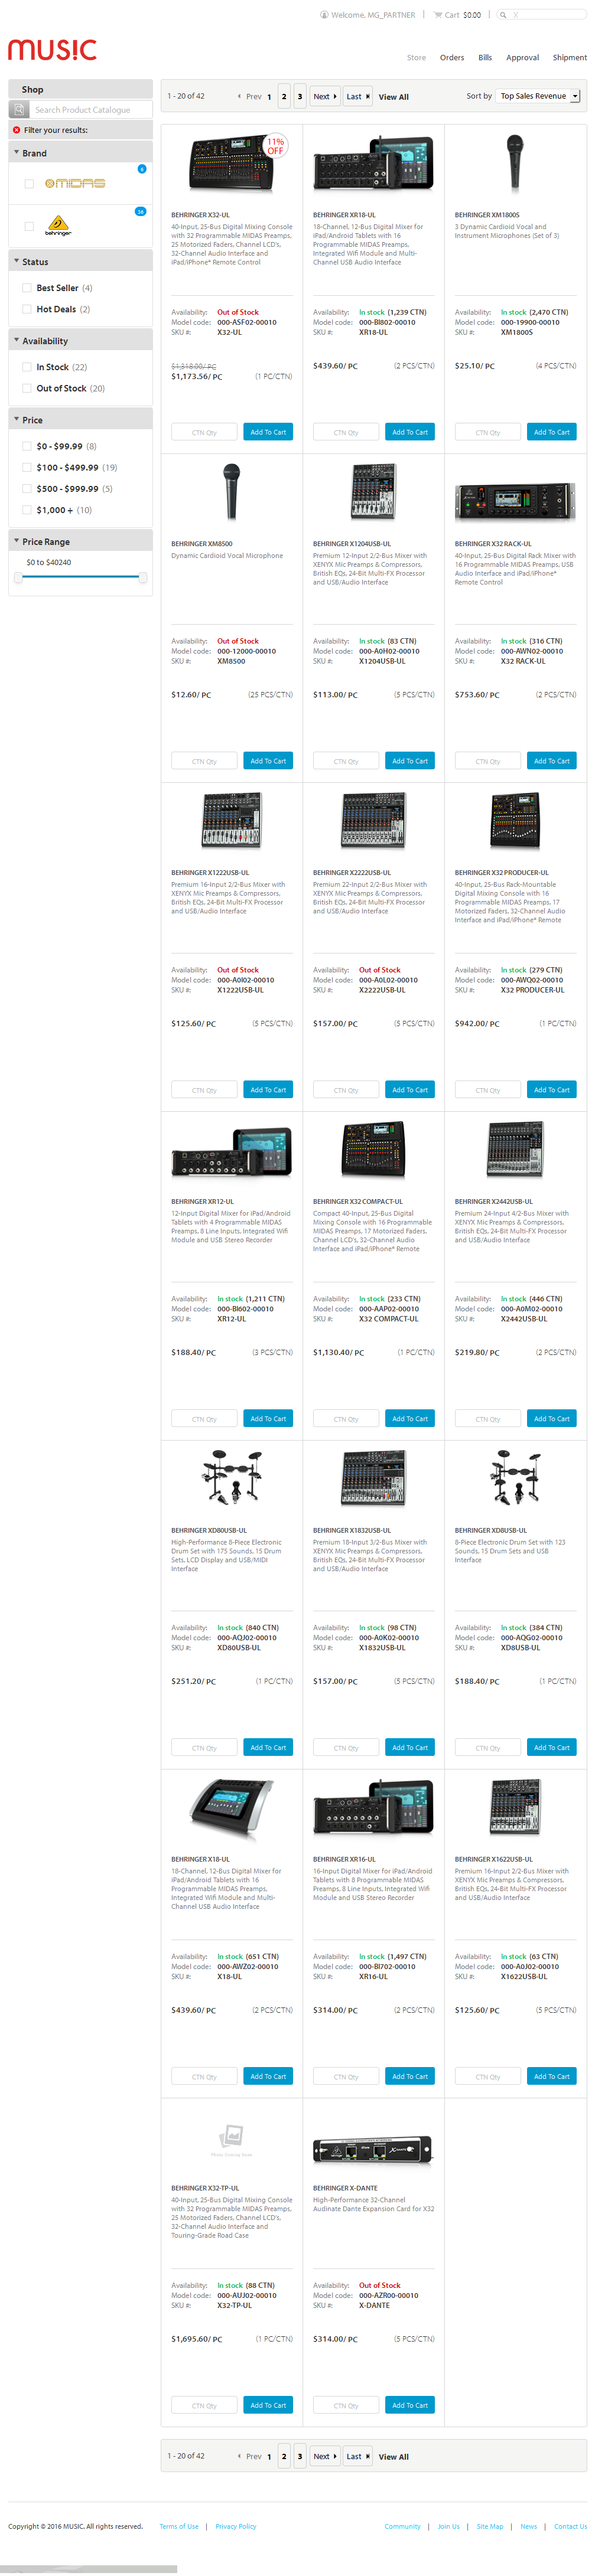 Welcome, MG_PARTNER
Cart $0.00
MUS!C
Store Orders Bills Approval Shipment
Shop
Search Product Catalogue
Filter your results:
Brand
MIDAS
6
behringer
36
Status
Best Seller (4)
Hot Deals (2)
Availability
In Stock (22)
Out of Stock (20)
Price
$0 - $99.99 (8)
$100 - $499.99 (19)
$500 - $999.99 (5)
$1,000 + (10)
Price Range
$0 to $40240
1 - 20 of 42 Prev 1 2 3 Next Last View All
Sort by Top Sales Revenue
11% OFF
BEHRINGER X32-UL
40-Input, 25-Bus Digital Mixing Console
with 32 Programmable MIDAS Preamps,
25 Motorized Faders, Channel LCD's,
32-Channel Audio Interface and
iPad/iPhone* Remote Control
Availability: Out of Stock
Model code: 000-ASF02-00010
SKU #: X32-UL
$1,318.00/ PC
$1,173.56/ PC (1 PC/CTN)
CTN Qty Add To Cart
BEHRINGER XR18-UL
18-Channel, 12-Bus Digital Mixer for
iPad/Android Tablets with 16
Programmable MIDAS Preamps,
Integrated Wifi Module and Multi-
Channel USB Audio Interface
Availability: In stock (1,239 CTN)
Model code: 000-BI802-00010
SKU #: XR18-UL
$439.60/ PC (2 PCS/CTN)
CTN Qty Add To Cart
BEHRINGER XM1800S
3 Dynamic Cardioid Vocal and
Instrument Microphones (Set of 3)
Availability: In stock (2,470 CTN)
Model code: 000-19900-00010
SKU #: XM1800S
$25.10/ PC (4 PCS/CTN)
CTN Qty Add To Cart
BEHRINGER XM8500
Dynamic Cardioid Vocal Microphone
Availability: Out of Stock
Model code: 000-12000-00010
SKU #: XM8500
$12.60/ PC (25 PCS/CTN)
CTN Qty Add To Cart
BEHRINGER X1204USB-UL
Premium 12-Input 2/2-Bus Mixer with
XENYX Mic Preamps & Compressors,
British EQs, 24-Bit Multi-FX Processor
and USB/Audio Interface
Availability: In stock (83 CTN)
Model code: 000-A0H02-00010
SKU #: X1204USB-UL
$113.00/ PC (5 PCS/CTN)
CTN Qty Add To Cart
BEHRINGER X32 RACK-UL
40-Input, 25-Bus Digital Rack Mixer with
16 Programmable MIDAS Preamps, USB
Audio Interface and iPad/iPhone*
Remote Control
Availability: In stock (316 CTN)
Model code: 000-AWN02-00010
SKU #: X32 RACK-UL
$753.60/ PC (2 PCS/CTN)
CTN Qty Add To Cart
BEHRINGER X1222USB-UL
Premium 16-Input 2/2-Bus Mixer with
XENYX Mic Preamps & Compressors,
British EQs, 24-Bit Multi-FX Processor
and USB/Audio Interface
Availability: Out of Stock
Model code: 000-A0I02-00010
SKU #: X1222USB-UL
$125.60/ PC (5 PCS/CTN)
CTN Qty Add To Cart
BEHRINGER X2222USB-UL
Premium 22-Input 2/2-Bus Mixer with
XENYX Mic Preamps & Compressors,
British EQs, 24-Bit Multi-FX Processor
and USB/Audio Interface
Availability: Out of Stock
Model code: 000-A0L02-00010
SKU #: X2222USB-UL
$157.00/ PC (5 PCS/CTN)
CTN Qty Add To Cart
BEHRINGER X32 PRODUCER-UL
40-Input, 25-Bus Rack-Mountable
Digital Mixing Console with 16
Programmable MIDAS Preamps, 17
Motorized Faders, 32-Channel Audio
Interface and iPad/iPhone* Remote
Availability: In stock (279 CTN)
Model code: 000-AWQ02-00010
SKU #: X32 PRODUCER-UL
$942.00/ PC (1 PC/CTN)
CTN Qty Add To Cart
BEHRINGER XR12-UL
12-Input Digital Mixer for iPad/Android
Tablets with 4 Programmable MIDAS
Preamps, 8 Line Inputs, Integrated Wifi
Module and USB Stereo Recorder
Availability: In stock (1,211 CTN)
Model code: 000-BI602-00010
SKU #: XR12-UL
$188.40/ PC (3 PCS/CTN)
CTN Qty Add To Cart
BEHRINGER X32 COMPACT-UL
Compact 40-Input, 25-Bus Digital
Mixing Console with 16 Programmable
MIDAS Preamps, 17 Motorized Faders,
Channel LCD's, 32-Channel Audio
Interface and iPad/iPhone* Remote
Availability: In stock (233 CTN)
Model code: 000-AAP02-00010
SKU #: X32 COMPACT-UL
$1,130.40/ PC (1 PC/CTN)
CTN Qty Add To Cart
BEHRINGER X2442USB-UL
Premium 24-Input 4/2-Bus Mixer with
XENYX Mic Preamps & Compressors,
British EQs, 24-Bit Multi-FX Processor
and USB/Audio Interface
Availability: In stock (446 CTN)
Model code: 000-A0M02-00010
SKU #: X2442USB-UL
$219.80/ PC (2 PCS/CTN)
CTN Qty Add To Cart
BEHRINGER XD80USB-UL
High-Performance 8-Piece Electronic
Drum Set with 175 Sounds, 15 Drum
Sets, LCD Display and USB/MIDI
Interface
Availability: In stock (840 CTN)
Model code: 000-AQJ02-00010
SKU #: XD80USB-UL
$251.20/ PC (1 PC/CTN)
CTN Qty Add To Cart
BEHRINGER X1832USB-UL
Premium 18-Input 3/2-Bus Mixer with
XENYX Mic Preamps & Compressors,
British EQs, 24-Bit Multi-FX Processor
and USB/Audio Interface
Availability: In stock (98 CTN)
Model code: 000-A0K02-00010
SKU #: X1832USB-UL
$157.00/ PC (5 PCS/CTN)
CTN Qty Add To Cart
BEHRINGER XD8USB-UL
8-Piece Electronic Drum Set with 123
Sounds, 15 Drum Sets and USB
Interface
Availability: In stock (384 CTN)
Model code: 000-AQG02-00010
SKU #: XD8USB-UL
$188.40/ PC (1 PC/CTN)
CTN Qty Add To Cart
BEHRINGER X18-UL
18-Channel, 12-Bus Digital Mixer for
iPad/Android Tablets with 16
Programmable MIDAS Preamps,
Integrated Wifi Module and Multi-
Channel USB Audio Interface
Availability: In stock (651 CTN)
Model code: 000-AWZ02-00010
SKU #: X18-UL
$439.60/ PC (2 PCS/CTN)
CTN Qty Add To Cart
BEHRINGER XR16-UL
16-Input Digital Mixer for iPad/Android
Tablets with 8 Programmable MIDAS
Preamps, 8 Line Inputs, Integrated Wifi
Module and USB Stereo Recorder
Availability: In stock (1,497 CTN)
Model code: 000-BI702-00010
SKU #: XR16-UL
$314.00/ PC (2 PCS/CTN)
CTN Qty Add To Cart
BEHRINGER X1622USB-UL
Premium 16-Input 2/2-Bus Mixer with
XENYX Mic Preamps & Compressors,
British EQs, 24-Bit Multi-FX Processor
and USB/Audio Interface
Availability: In stock (63 CTN)
Model code: 000-A0J02-00010
SKU #: X1622USB-UL
$125.60/ PC (5 PCS/CTN)
CTN Qty Add To Cart
Photo Coming Soon
BEHRINGER X32-TP-UL
40-Input, 25-Bus Digital Mixing Console
with 32 Programmable MIDAS Preamps,
25 Motorized Faders, Channel LCD's,
32-Channel Audio Interface and
Touring-Grade Road Case
Availability: In stock (88 CTN)
Model code: 000-AUJ02-00010
SKU #: X32-TP-UL
$1,695.60/ PC (1 PC/CTN)
CTN Qty Add To Cart
BEHRINGER X-DANTE
High-Performance 32-Channel
Audinate Dante Expansion Card for X32
Availability: Out of Stock
Model code: 000-AZR00-00010
SKU #: X-DANTE
$314.00/ PC (5 PCS/CTN)
CTN Qty Add To Cart
1 - 20 of 42 Prev 1 2 3 Next Last View All
Copyright © 2016 MUSIC. All rights reserved. Terms of Use | Privacy Policy
Community | Join Us | Site Map | News | Contact Us